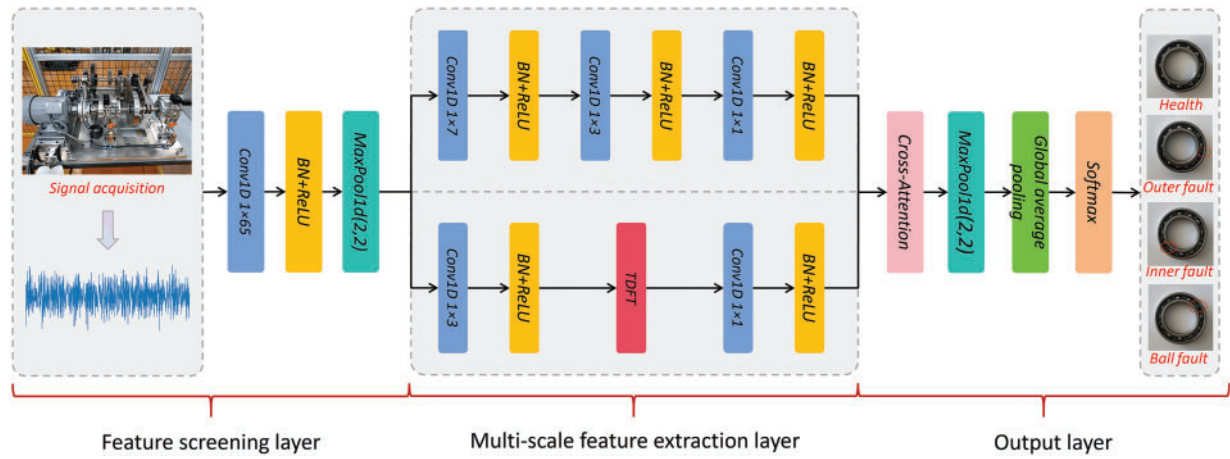 Signal acquisition
Conv1D 1×65
BN+ReLU
MaxPool1d(2,2)
Conv1D 1×7
BN+ReLU
Conv1D 1×3
BN+ReLU
Conv1D 1×1
BN+ReLU
Conv1D 1×3
BN+ReLU
TDFT
Conv1D 1×1
BN+ReLU
Cross-Attention
MaxPool1d(2,2)
Global average
pooling
Softmax
Health
Outer fault
Inner fault
Ball fault
Feature screening layer
Multi-scale feature extraction layer
Output layer